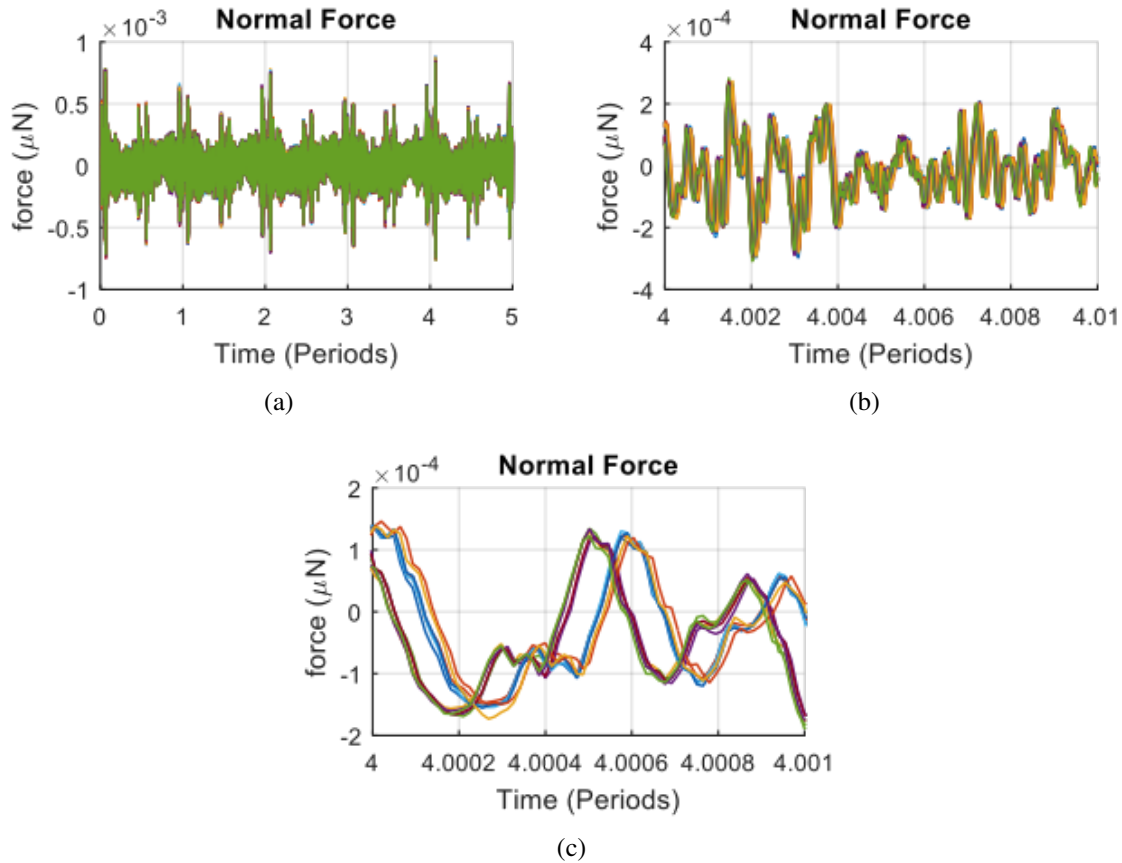 Normal Force
×10⁻³
1
0.5
0
-0.5
-1
force (μN)
0 1 2 3 4 5
Time (Periods)
(a)
Normal Force
×10⁻⁴
4
2
0
-2
-4
force (μN)
4 4.002 4.004 4.006 4.008 4.01
Time (Periods)
(b)
Normal Force
×10⁻⁴
2
1
0
-1
-2
force (μN)
4 4.0002 4.0004 4.0006 4.0008 4.001
Time (Periods)
(c)